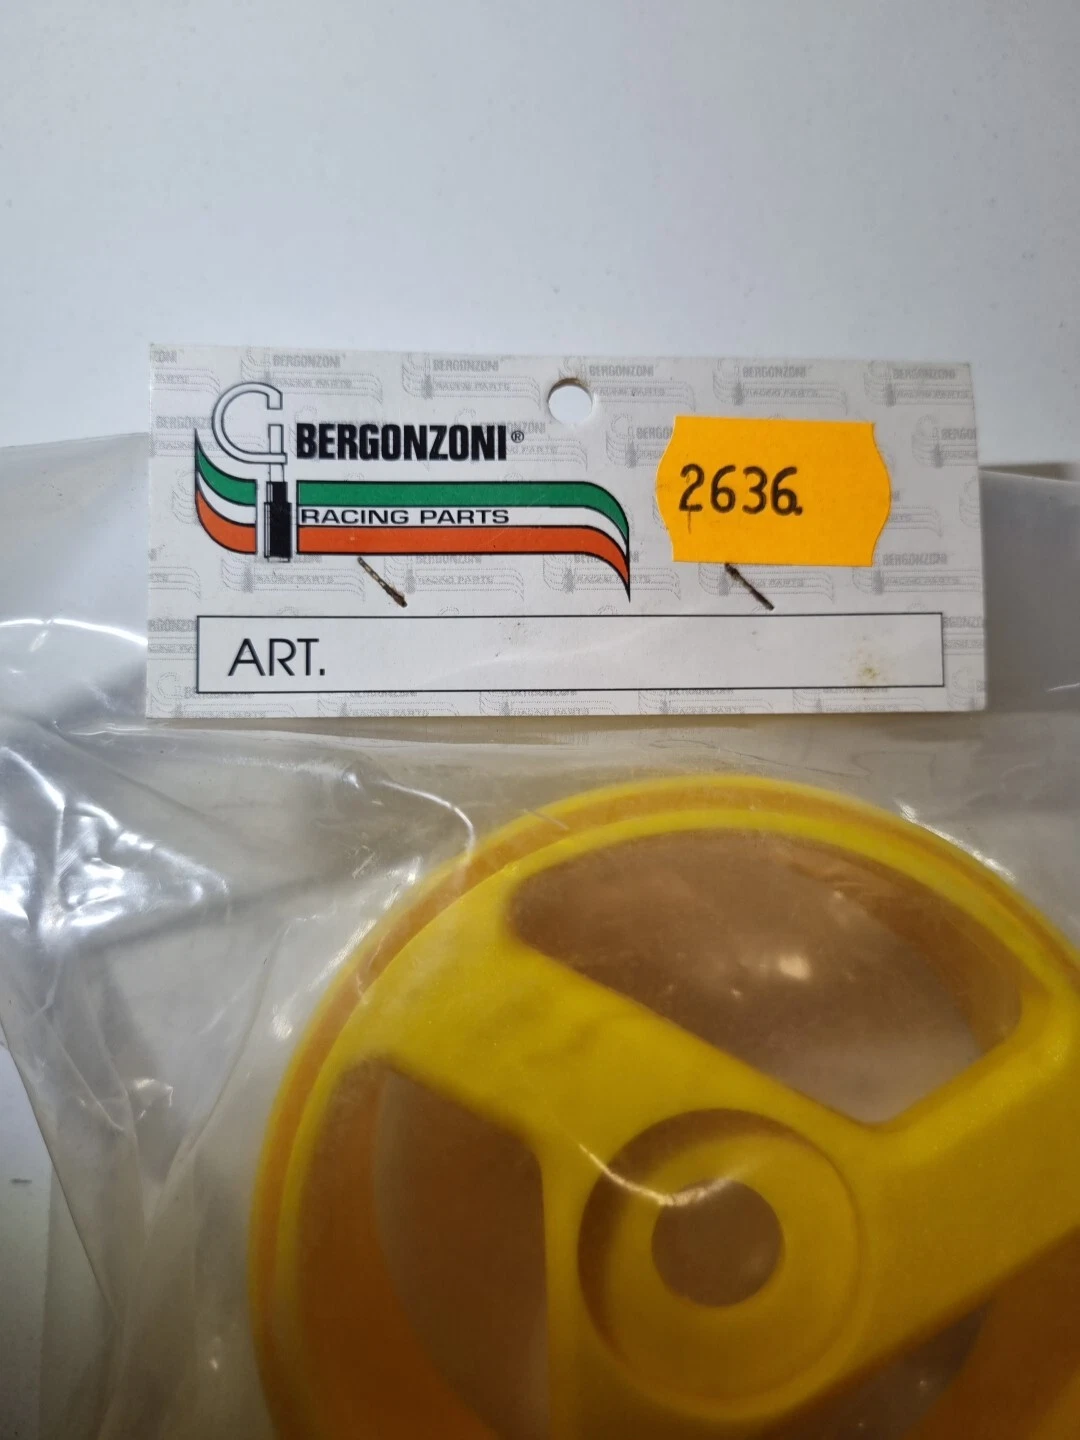 BERGONZONI®
RACING PARTS
2636.
ART.